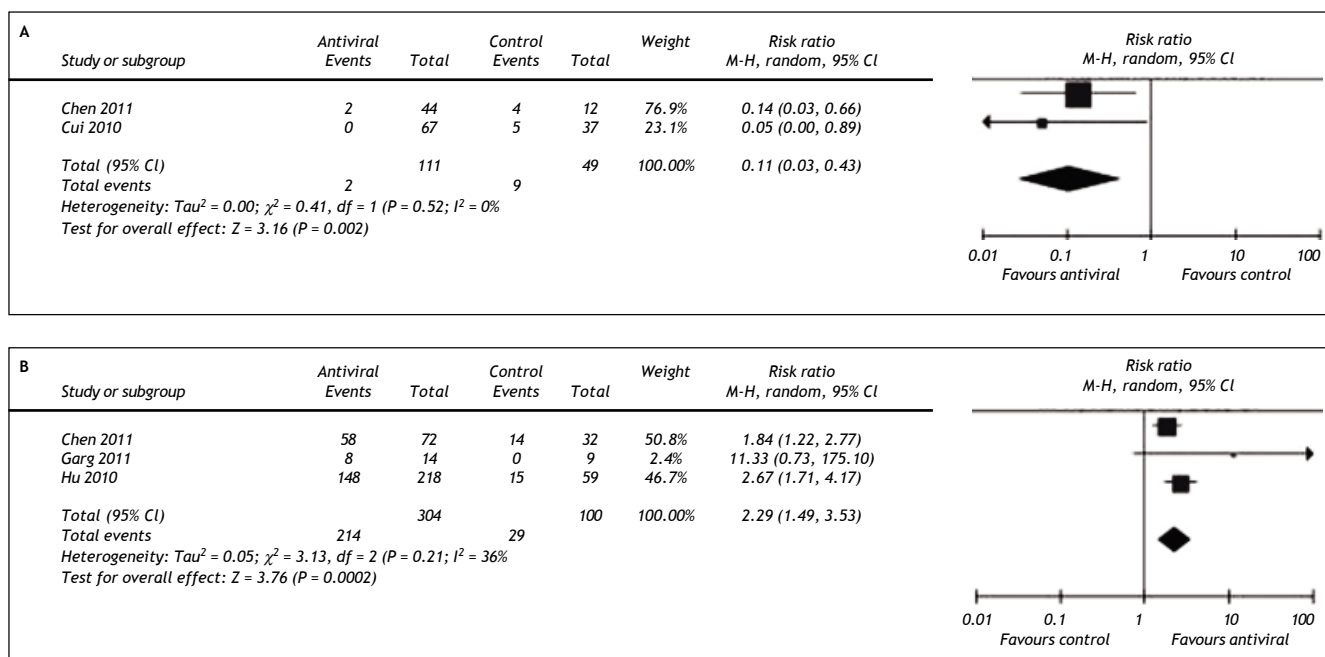 A
Antiviral Control Weight Risk ratio Risk ratio
Study or subgroup Events Total Events Total M-H, random, 95% CI M-H, random, 95% CI
Chen 2011 2 44 4 12 76.9% 0.14 (0.03, 0.66)
Cui 2010 0 67 5 37 23.1% 0.05 (0.00, 0.89)
Total (95% CI) 111 49 100.00% 0.11 (0.03, 0.43)
Total events 2 9
Heterogeneity: Tau² = 0.00; χ² = 0.41, df = 1 (P = 0.52; I² = 0%
Test for overall effect: Z = 3.16 (P = 0.002)
0.01 0.1 1 10 100
Favours antiviral Favours control
B
Antiviral Control Weight Risk ratio Risk ratio
Study or subgroup Events Total Events Total M-H, random, 95% CI M-H, random, 95% CI
Chen 2011 58 72 14 32 50.8% 1.84 (1.22, 2.77)
Garg 2011 8 14 0 9 2.4% 11.33 (0.73, 175.10)
Hu 2010 148 218 15 59 46.7% 2.67 (1.71, 4.17)
Total (95% CI) 304 100 100.00% 2.29 (1.49, 3.53)
Total events 214 29
Heterogeneity: Tau² = 0.05; χ² = 3.13, df = 2 (P = 0.21; I² = 36%
Test for overall effect: Z = 3.76 (P = 0.0002)
0.01 0.1 1 10 100
Favours control Favours antiviral